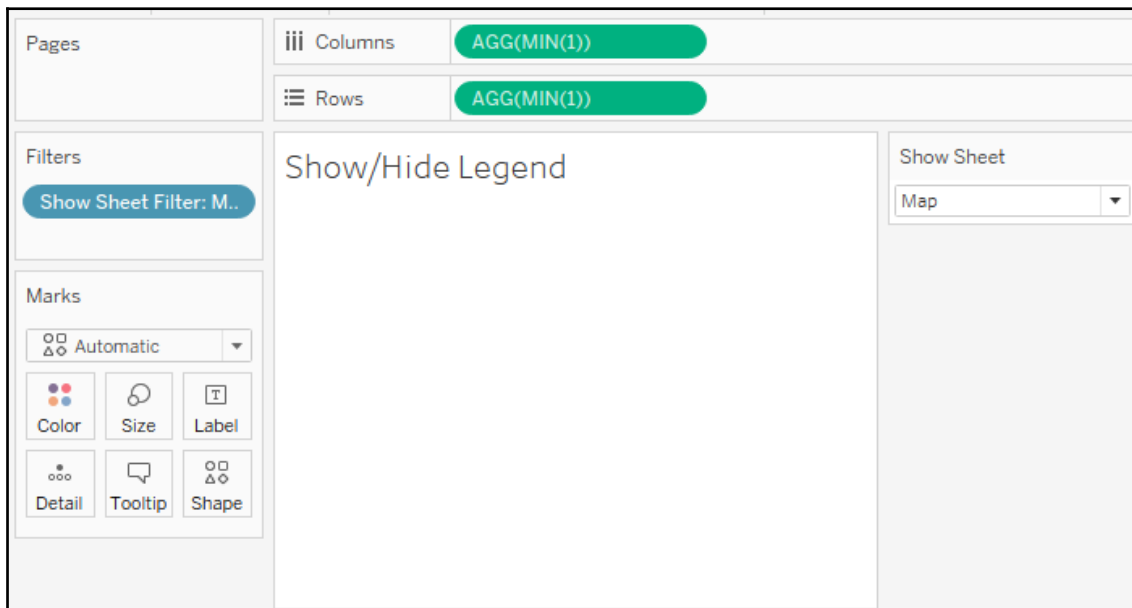 Pages
Columns
AGG(MIN(1))
Rows
AGG(MIN(1))
Filters
Show Sheet Filter: M..
Show/Hide Legend
Show Sheet
Map
Marks
Automatic
Color
Size
T
Label
Detail
Tooltip
Shape